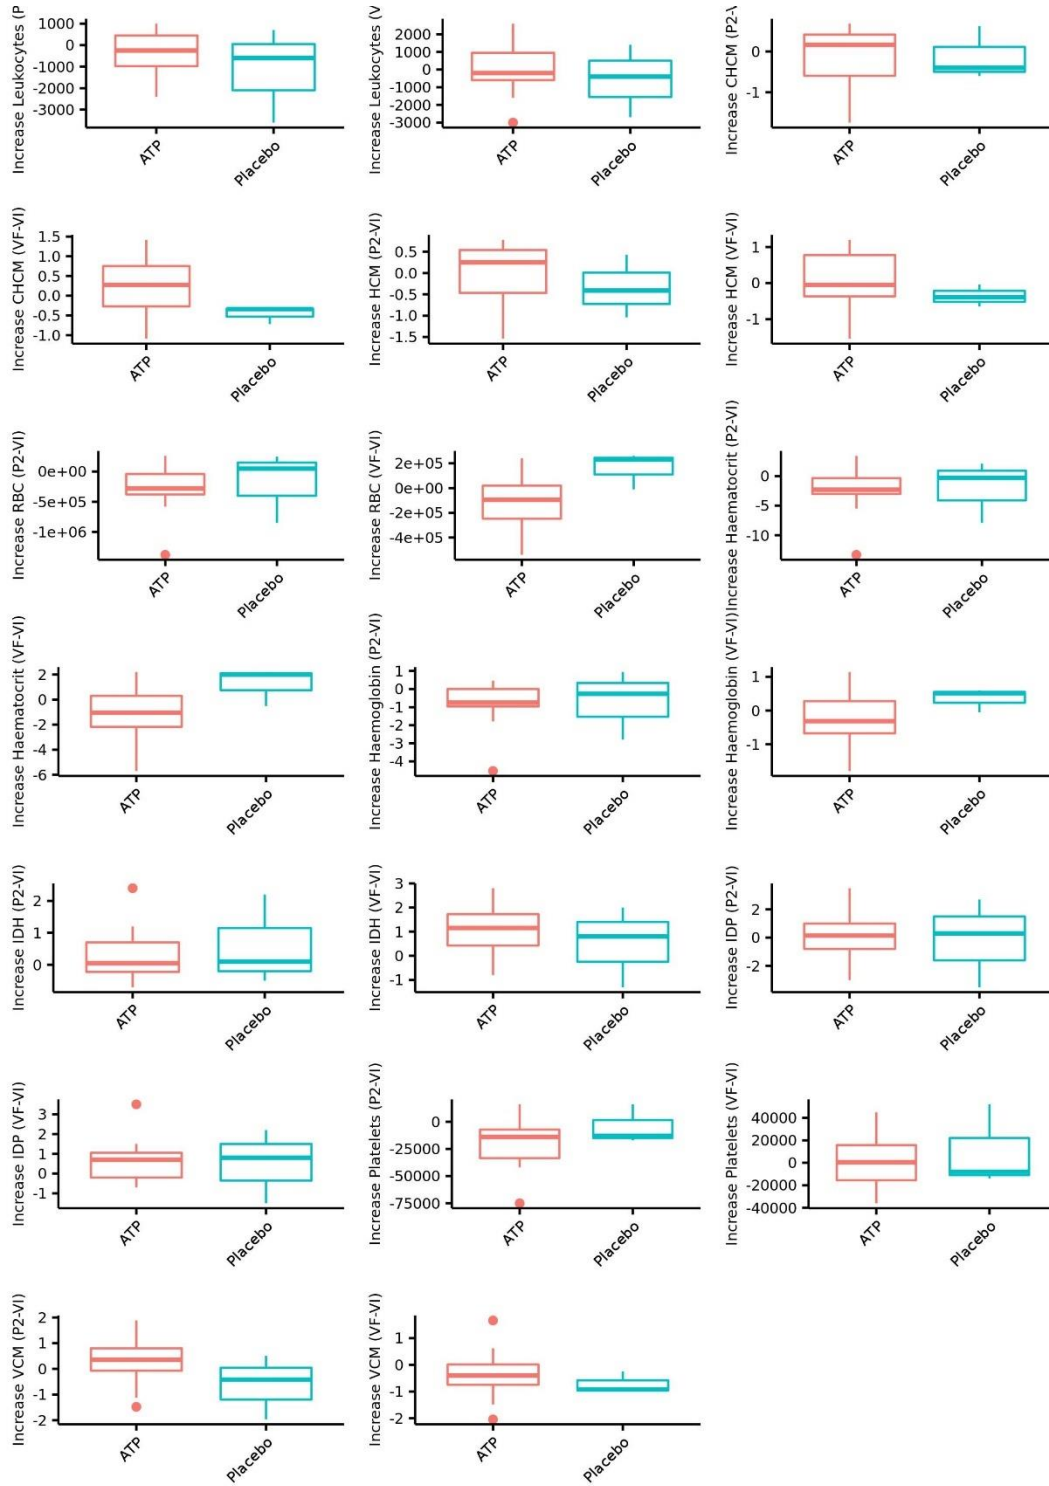 Increase Leukocytes (P
1000
0
-1000
-2000
-3000
ATP
Placebo
Increase Leukocytes (V
2000
1000
0
-1000
-2000
-3000
ATP
Placebo
Increase CHCM (P2-V
0
-1
ATP
Placebo
Increase CHCM (VF-VI)
1.5
1.0
0.5
0.0
-0.5
-1.0
ATP
Placebo
Increase HCM (P2-VI)
0.5
0.0
-0.5
-1.0
-1.5
ATP
Placebo
Increase HCM (VF-VI)
1
0
-1
ATP
Placebo
Increase RBC (P2-VI)
0e+00
-5e+05
-1e+06
ATP
Placebo
Increase RBC (VF-VI)
2e+05
0e+00
-2e+05
-4e+05
ATP
Placebo
Increase Haematocrit (P2-VI)
0
-5
-10
ATP
Placebo
Increase Haematocrit (VF-VI)
2
0
-2
-4
-6
ATP
Placebo
Increase Haemoglobin (P2-VI)
1
0
-1
-2
-3
-4
ATP
Placebo
Increase Haemoglobin (VF-VI)
1
0
-1
ATP
Placebo
Increase IDH (P2-VI)
2
1
0
ATP
Placebo
Increase IDH (VF-VI)
3
2
1
0
-1
ATP
Placebo
Increase IDP (P2-VI)
2
0
-2
ATP
Placebo
Increase IDP (VF-VI)
3
2
1
0
-1
ATP
Placebo
Increase Platelets (P2-VI)
0
-25000
-50000
-75000
ATP
Placebo
Increase Platelets (VF-VI)
40000
20000
0
-20000
-40000
ATP
Placebo
Increase VCM (P2-VI)
2
1
0
-1
-2
ATP
Placebo
Increase VCM (VF-VI)
1
0
-1
-2
ATP
Placebo